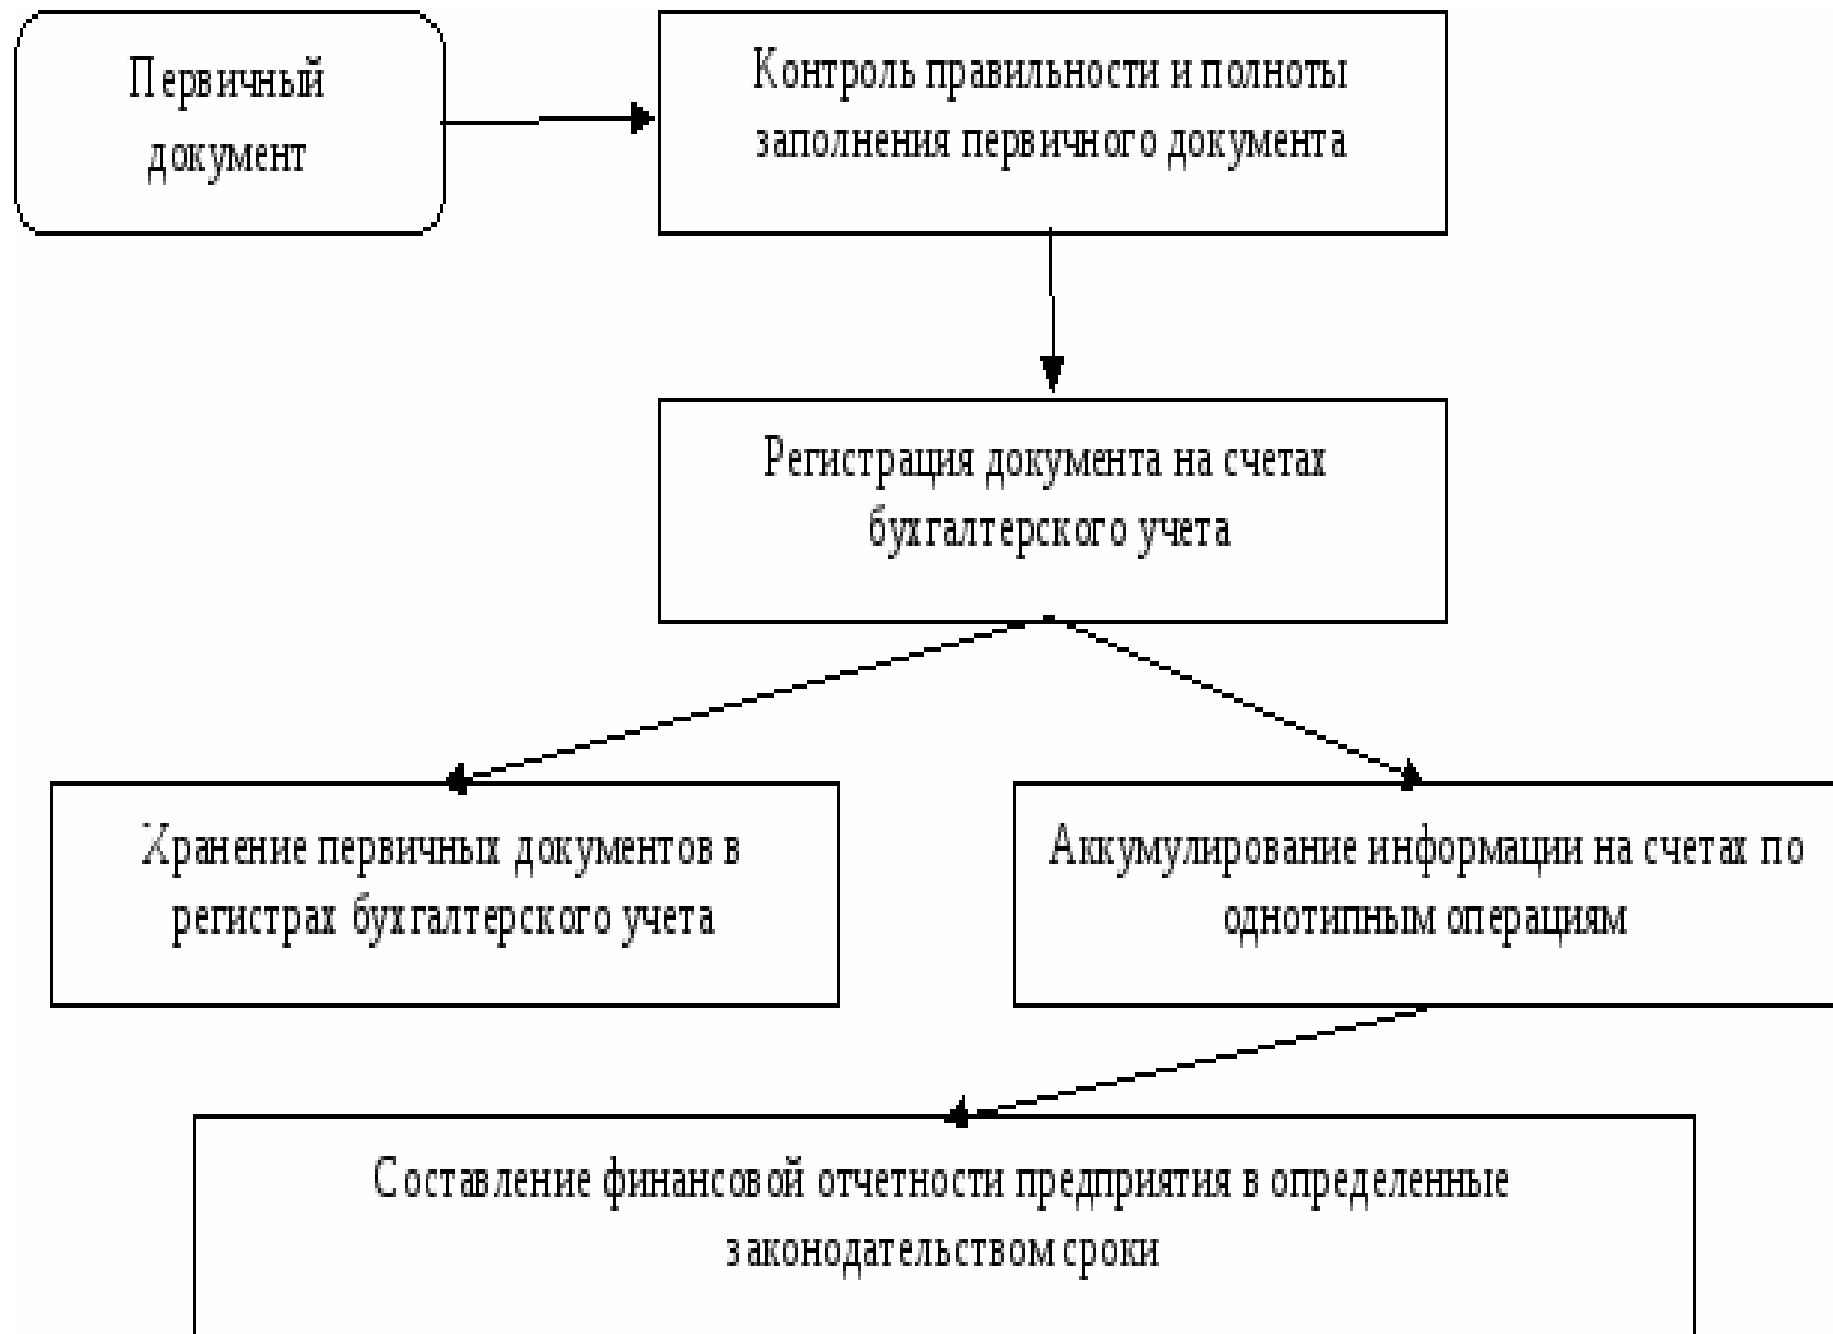 Первичный
документ
Контроль правильности и полноты
заполнения первичного документа
Регистрация документа на счетах
бухгалтерского учета
Хранение первичных документов в
регистрах бухгалтерского учета
Аккумулирование информации на счетах по
однотипным операциям
Составление финансовой отчетности предприятия в определенные
законодательством сроки